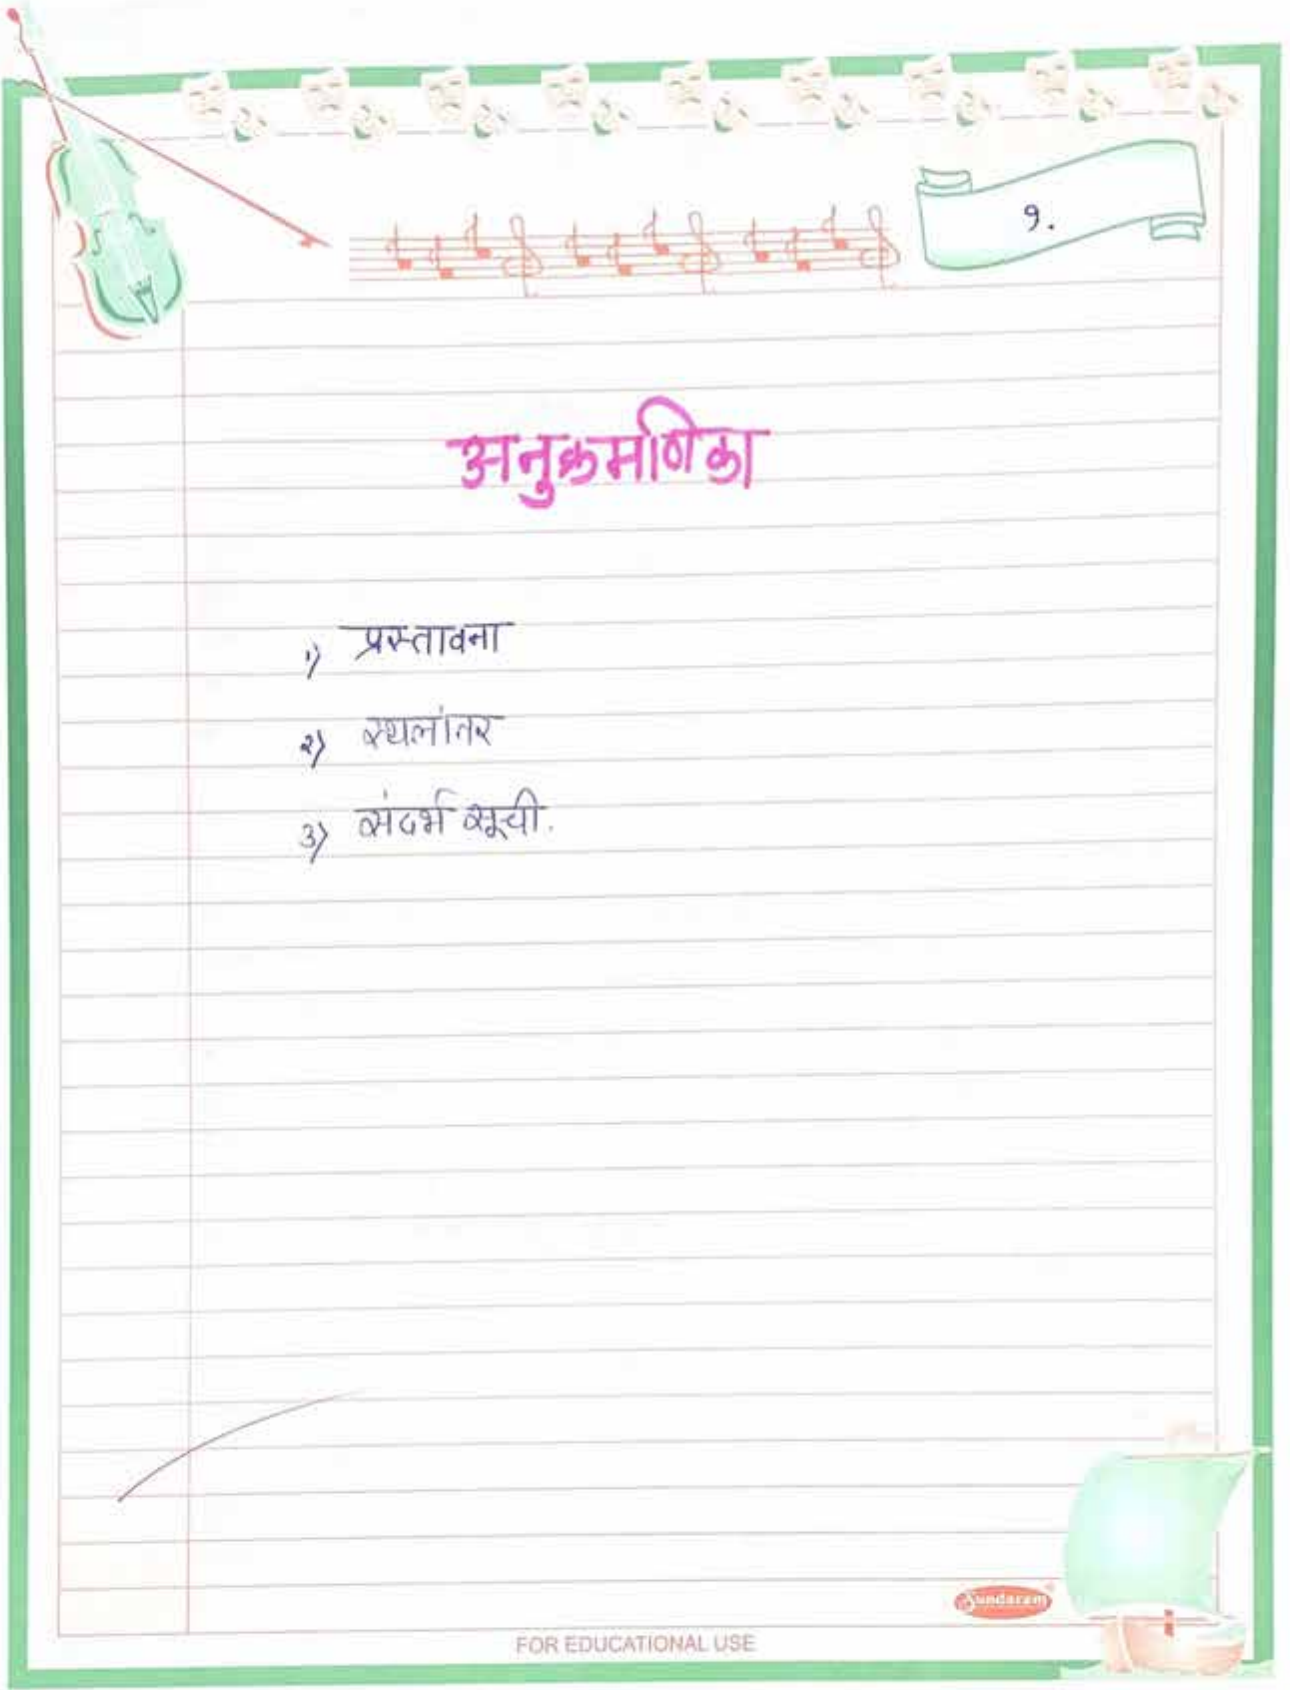 १.
अनुक्रमणिका
१) प्रस्तावना
२) स्थलांतर
३) संदर्भ सूची.
Sundaram
FOR EDUCATIONAL USE